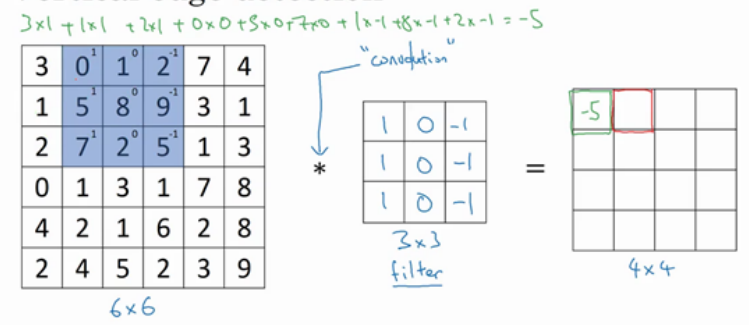 3×1 + 1×1 + 2×1 + 0×0 + 5×0 + 7×0 + 1×-1 + 8×-1 + 2×-1 = -5
"convolution"
3 0 1 1 0 2 -1 7 4
1 5 1 8 0 9 -1 3 1
2 7 1 2 0 5 -1 1 3
0 1 3 1 7 8
4 2 1 6 2 8
2 4 5 2 3 9
6×6
*
1 0 -1
1 0 -1
1 0 -1
3×3
filter
=
-5
4×4